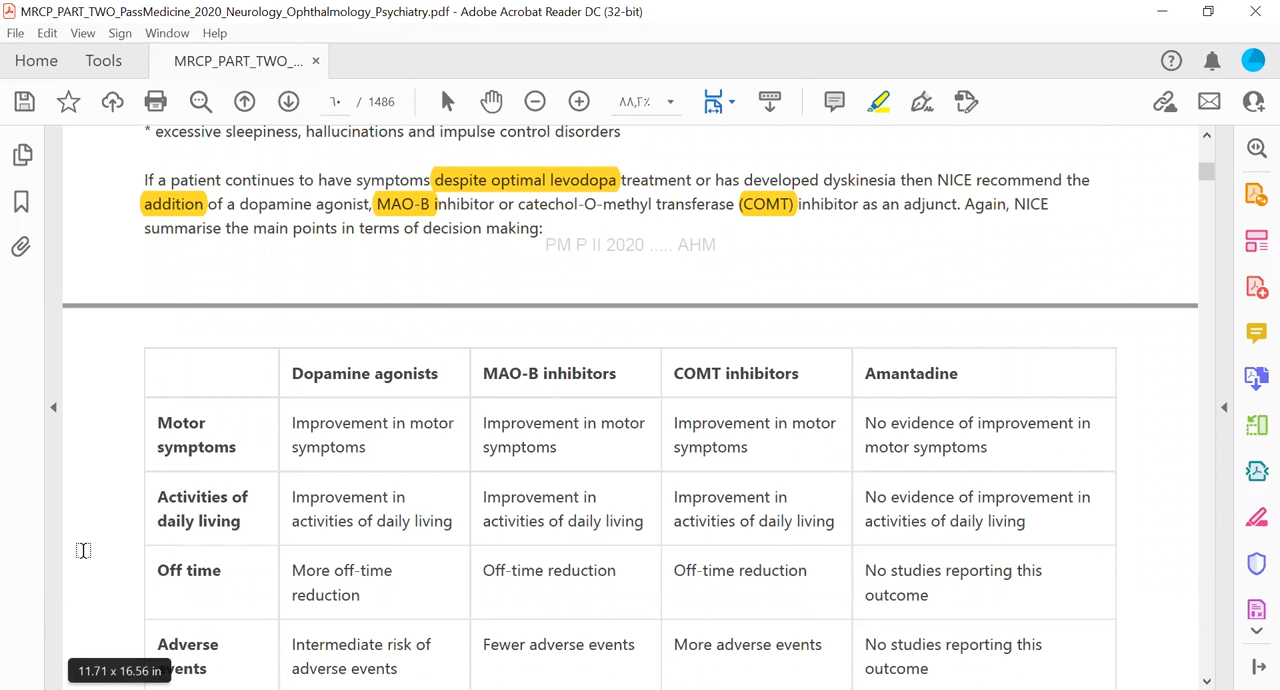 MRCP_PART_TWO_PassMedicine_2020_Neurology_Ophthalmology_Psychiatry.pdf - Adobe Acrobat Reader DC (32-bit)
File Edit View Sign Window Help
Home Tools MRCP_PART_TWO_... ×
٦٠ / 1486 ٨٨,٢٪
* excessive sleepiness, hallucinations and impulse control disorders
If a patient continues to have symptoms despite optimal levodopa treatment or has developed dyskinesia then NICE recommend the
addition of a dopamine agonist, MAO-B inhibitor or catechol-O-methyl transferase (COMT) inhibitor as an adjunct. Again, NICE
summarise the main points in terms of decision making:
PM P II 2020 ..... AHM
Dopamine agonists MAO-B inhibitors COMT inhibitors Amantadine
Motor Improvement in motor Improvement in motor Improvement in motor No evidence of improvement in
symptoms symptoms symptoms symptoms motor symptoms
Activities of Improvement in Improvement in Improvement in No evidence of improvement in
daily living activities of daily living activities of daily living activities of daily living activities of daily living
Off time More off-time Off-time reduction Off-time reduction No studies reporting this
reduction outcome
Adverse Intermediate risk of Fewer adverse events More adverse events No studies reporting this
adverse events outcome
11.71 x 16.56 in